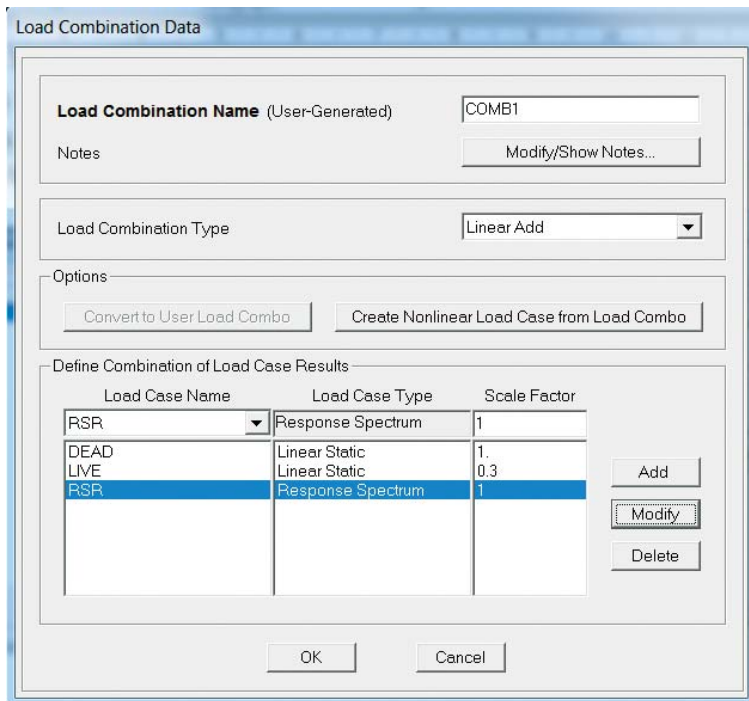 Load Combination Data
Load Combination Name (User-Generated) COMB1
Notes Modify/Show Notes...
Load Combination Type Linear Add
Options
Convert to User Load Combo Create Nonlinear Load Case from Load Combo
Define Combination of Load Case Results
Load Case Name Load Case Type Scale Factor
RSR Response Spectrum 1
DEAD Linear Static 1.
LIVE Linear Static 0.3
RSR Response Spectrum 1
Add
Modify
Delete
OK Cancel